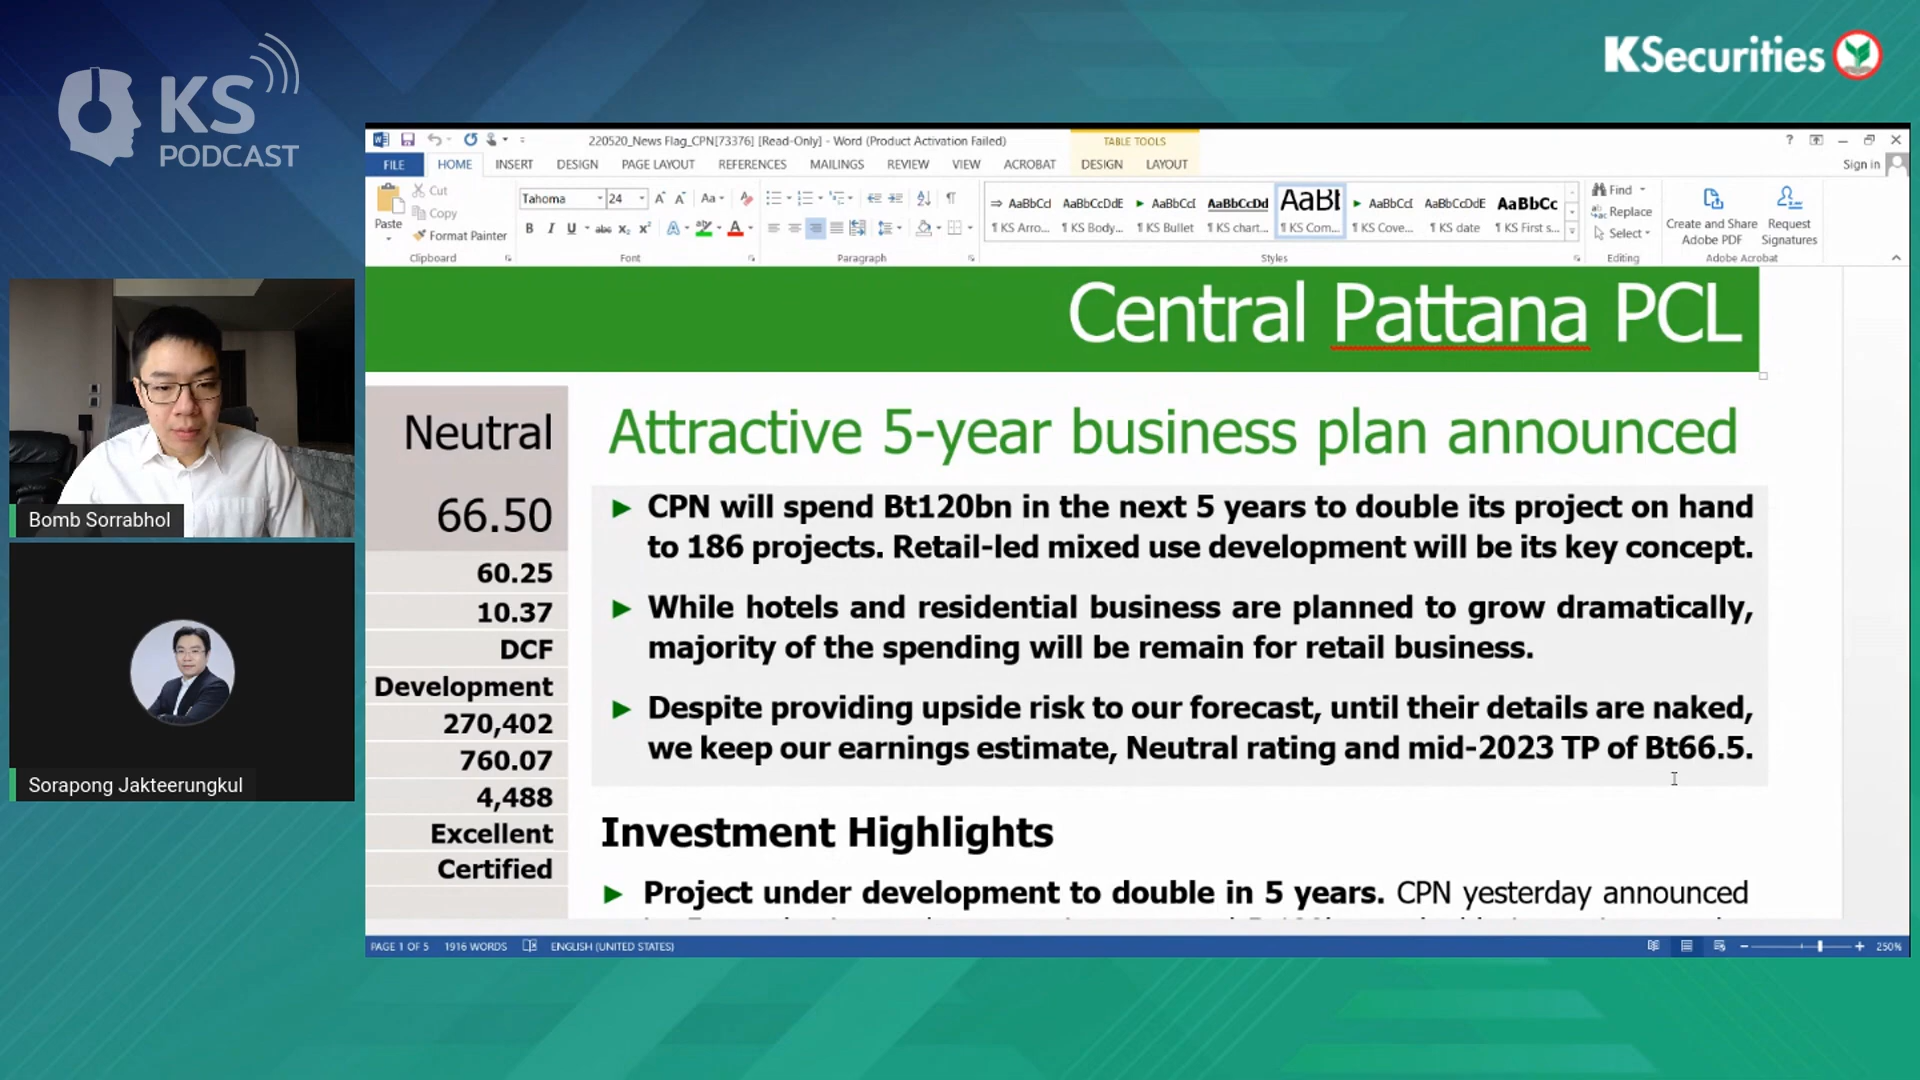 KS
PODCAST
KSecurities
220520_News Flag_CPN[73376] [Read-Only] - Word (Product Activation Failed)
TABLE TOOLS
FILE HOME INSERT DESIGN PAGE LAYOUT REFERENCES MAILINGS REVIEW VIEW ACROBAT DESIGN LAYOUT
Sign in
Paste
Cut
Copy
Format Painter
Clipboard
Tahoma 24
Font
Paragraph
AaBbCcI AaBbCcDdE AaBbCcI AaBbCcDd AaBI AaBbCcI AaBbCcDdE AaBbCc
¶ KS Arro... ¶ KS Body... ¶ KS Bullet ¶ KS chart... ¶ KS Com... ¶ KS Cove... ¶ KS date ¶ KS First s...
Styles
Find
Replace
Select
Editing
Create and Share
Adobe PDF
Request
Signatures
Adobe Acrobat
Central Pattana PCL
Neutral
66.50
60.25
10.37
DCF
Development
270,402
760.07
4,488
Excellent
Certified
Attractive 5-year business plan announced
► CPN will spend Bt120bn in the next 5 years to double its project on hand
to 186 projects. Retail-led mixed use development will be its key concept.
► While hotels and residential business are planned to grow dramatically,
majority of the spending will be remain for retail business.
► Despite providing upside risk to our forecast, until their details are naked,
we keep our earnings estimate, Neutral rating and mid-2023 TP of Bt66.5.
Investment Highlights
► Project under development to double in 5 years. CPN yesterday announced
PAGE 1 OF 5 1916 WORDS ENGLISH (UNITED STATES)
250%
Bomb Sorrabhol
Sorapong Jakteerungkul